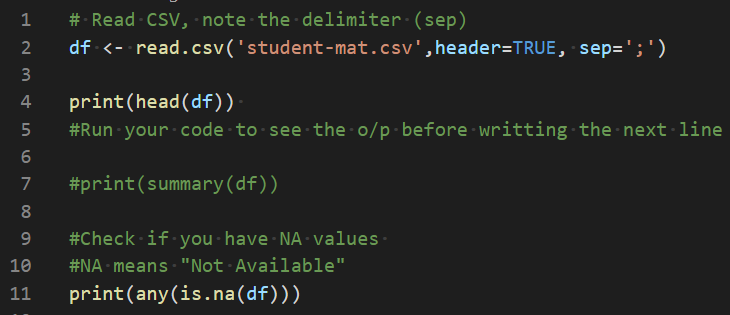 1 # Read CSV, note the delimiter (sep)
2 df <- read.csv('student-mat.csv',header=TRUE, sep=';')
3
4 print(head(df))
5 #Run your code to see the o/p before writting the next line
6
7 #print(summary(df))
8
9 #Check if you have NA values
10 #NA means "Not Available"
11 print(any(is.na(df)))